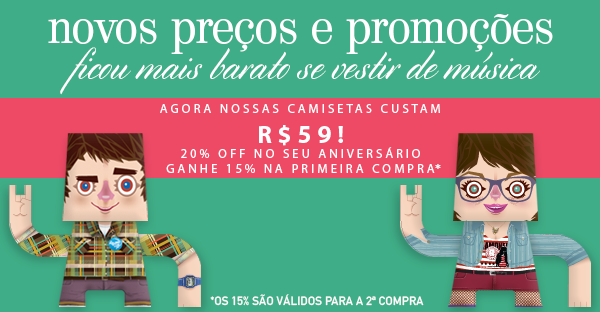 novos preços e promoções
ficou mais barato se vestir de música
AGORA NOSSAS CAMISETAS CUSTAM
R$59!
20% OFF NO SEU ANIVERSÁRIO
GANHE 15% NA PRIMEIRA COMPRA*
*OS 15% SÃO VÁLIDOS PARA A 2ª COMPRA